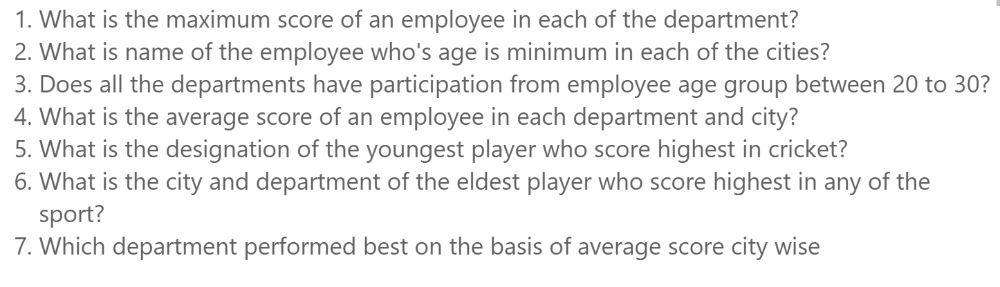 1. What is the maximum score of an employee in each of the department?
2. What is name of the employee who's age is minimum in each of the cities?
3. Does all the departments have participation from employee age group between 20 to 30?
4. What is the average score of an employee in each department and city?
5. What is the designation of the youngest player who score highest in cricket?
6. What is the city and department of the eldest player who score highest in any of the
sport?
7. Which department performed best on the basis of average score city wise